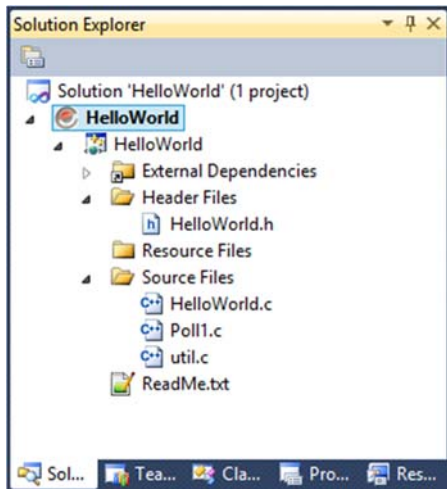 Solution Explorer
Solution 'HelloWorld' (1 project)
HelloWorld
HelloWorld
External Dependencies
Header Files
h HelloWorld.h
Resource Files
Source Files
C++ HelloWorld.c
C++ Poll1.c
C++ util.c
ReadMe.txt
Sol... Tea... Cla... Pro... Res...